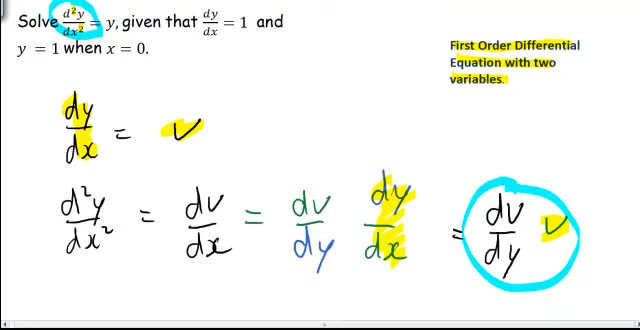 Solve d²y/dx² = y, given that dy/dx = 1 and
y = 1 when x = 0.
First Order Differential
Equation with two
variables.
dy/dx = v
d²y/dx² = dv/dx = dv/dy dy/dx = dv/dy v